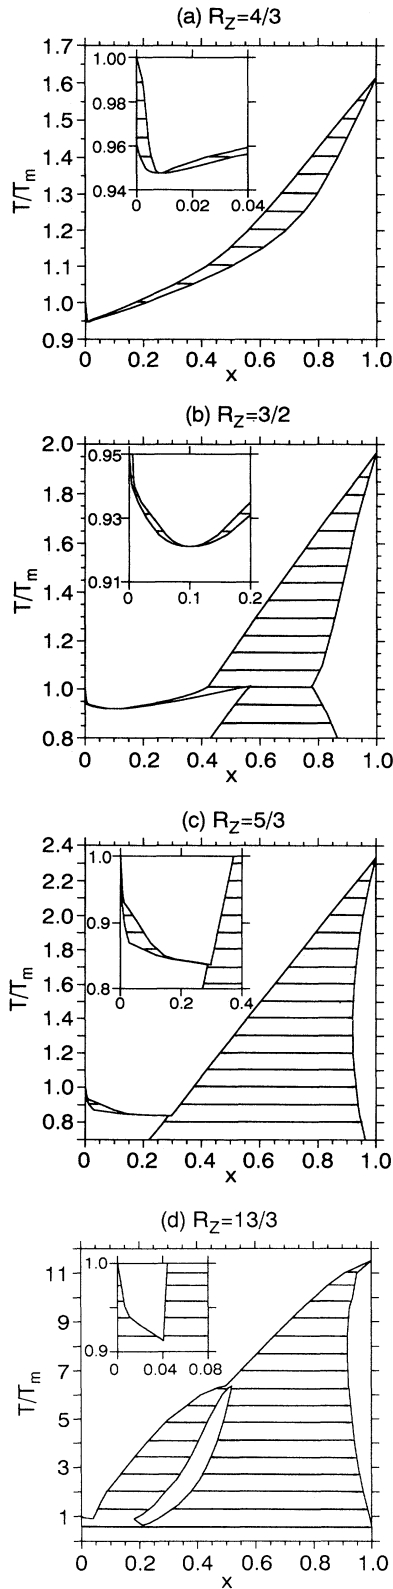 (a) R_Z=4/3
1.7
1.6
1.5
1.4
1.3
1.2
1.1
1.0
0.9
T/T_m
1.00
0.98
0.96
0.94
0
0.02
0.04
0 0.2 0.4 0.6 0.8 1.0
x
(b) R_Z=3/2
2.0
1.8
1.6
1.4
1.2
1.0
0.8
T/T_m
0.95
0.93
0.91
0 0.1 0.2
0 0.2 0.4 0.6 0.8 1.0
x
(c) R_Z=5/3
2.4
2.2
2.0
1.8
1.6
1.4
1.2
1.0
0.8
T/T_m
1.0
0.9
0.8
0 0.2 0.4
0 0.2 0.4 0.6 0.8 1.0
x
(d) R_Z=13/3
11
9
7
5
3
1
T/T_m
1.0
0.9
0 0.04 0.08
0 0.2 0.4 0.6 0.8 1.0
x